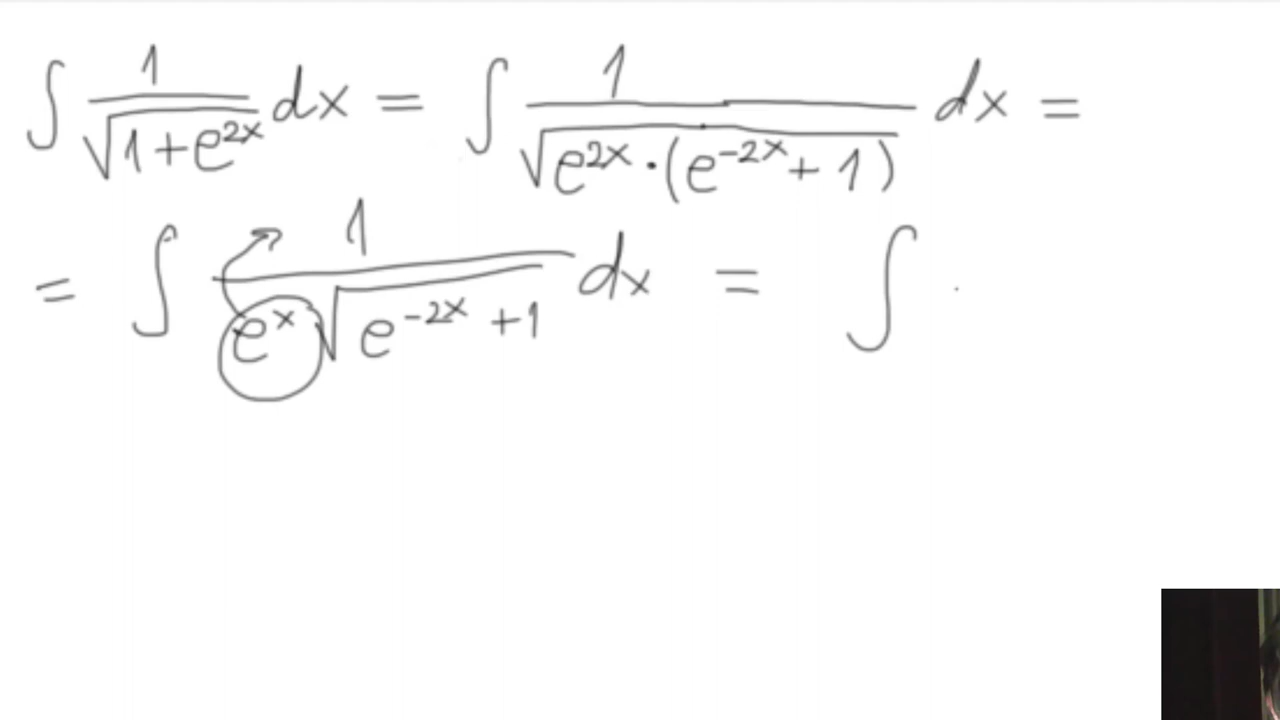 ∫ 1/√(1+e^{2x}) dx = ∫ 1/√(e^{2x}·(e^{-2x}+1)) dx =
= ∫ 1/(e^x √(e^{-2x}+1)) dx = ∫